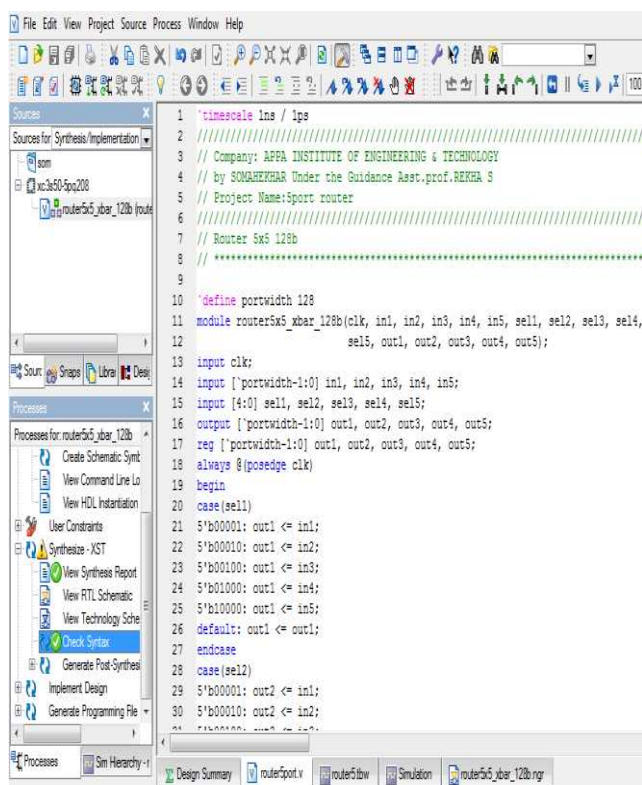 File Edit View Project Source Process Window Help
100
Sources
Sources for: Synthesis/Implementation
som
xc3s50-5pq208
router5x5_xbar_128b (route
Sourc Snaps Librar Desi
Processes
Processes for: router5x5_xbar_128b
Create Schematic Symb
View Command Line Lo
View HDL Instantiation
User Constraints
Synthesize - XST
View Synthesis Report
View RTL Schematic
View Technology Sche
Check Syntax
Generate Post-Synthesi
Implement Design
Generate Programming File
Processes Sim Hierarchy - r
1 `timescale 1ns / 1ps
2 ////////////////////////////////////////////////////////////////////////////////
3 // Company: APPA INSTITUTE OF ENGINEERING & TECHNOLOGY
4 // by SOMAHEKHAR Under the Guidance Asst.prof.REKHA S
5 // Project Name:5port router
6 ////////////////////////////////////////////////////////////////////////////////
7 // Router 5x5 128b
8 // ****************************************************************************
9
10 `define portwidth 128
11 module router5x5_xbar_128b(clk, in1, in2, in3, in4, in5, sel1, sel2, sel3, sel4,
12 sel5, out1, out2, out3, out4, out5);
13 input clk;
14 input [`portwidth-1:0] in1, in2, in3, in4, in5;
15 input [4:0] sel1, sel2, sel3, sel4, sel5;
16 output [`portwidth-1:0] out1, out2, out3, out4, out5;
17 reg [`portwidth-1:0] out1, out2, out3, out4, out5;
18 always @(posedge clk)
19 begin
20 case(sel1)
21 5'b00001: out1 <= in1;
22 5'b00010: out1 <= in2;
23 5'b00100: out1 <= in3;
24 5'b01000: out1 <= in4;
25 5'b10000: out1 <= in5;
26 default: out1 <= out1;
27 endcase
28 case(sel2)
29 5'b00001: out2 <= in1;
30 5'b00010: out2 <= in2;
Design Summary router5port.v router5.tbw Simulation router5x5_xbar_128b.ngr